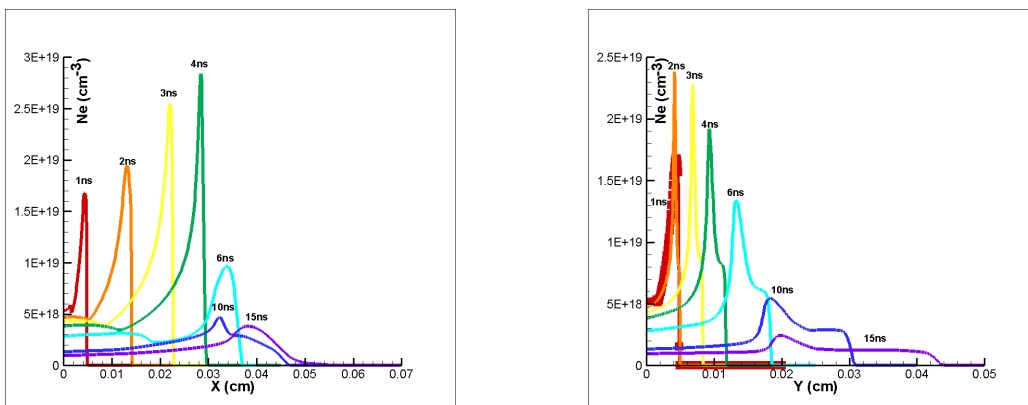 Ne (cm-3)
3E+19
2.5E+19
2E+19
1.5E+19
1E+19
5E+18
0
1ns
2ns
3ns
4ns
6ns
10ns
15ns
0 0.01 0.02 0.03 0.04 0.05 0.06 0.07
X (cm)
Ne (cm-3)
2.5E+19
2E+19
1.5E+19
1E+19
5E+18
0
1ns
2ns
3ns
4ns
6ns
10ns
15ns
0 0.01 0.02 0.03 0.04 0.05
Y (cm)